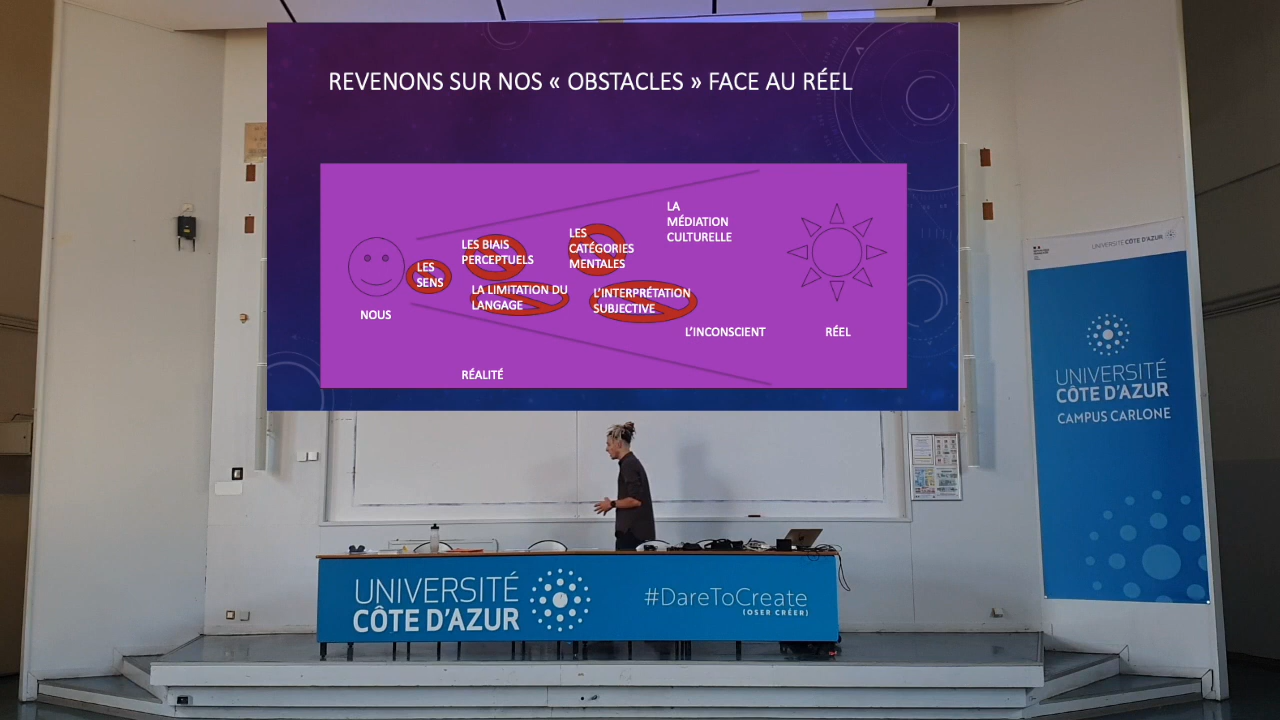 REVENONS SUR NOS « OBSTACLES » FACE AU RÉEL
LA
MÉDIATION
CULTURELLE
LES
CATÉGORIES
MENTALES
LES BIAIS
PERCEPTUELS
LES
SENS
LA LIMITATION DU
LANGAGE
L'INTERPRÉTATION
SUBJECTIVE
NOUS
L'INCONSCIENT
RÉEL
RÉALITÉ
UNIVERSITÉ CÔTE D'AZUR
UNIVERSITÉ
CÔTE D'AZUR
CAMPUS CARLONE
UNIVERSITÉ
CÔTE D'AZUR
#DareToCreate
(OSER CRÉER)